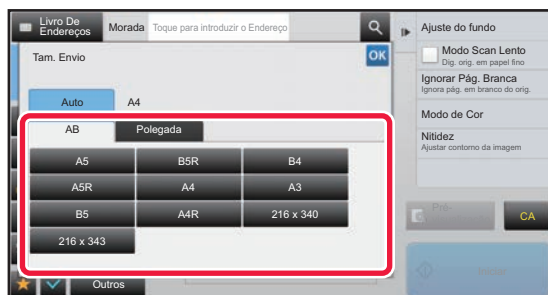 Livro De
Endereços
Morada
Toque para introduzir o Endereço
Tam. Envio
OK
Auto
A4
AB
Polegada
A5
B5R
B4
A5R
A4
A3
B5
A4R
216 x 340
216 x 343
Outros
Ajuste do fundo
Modo Scan Lento
Dig. orig. em papel fino
Ignorar Pág. Branca
Ignora pág. em branco do orig.
Modo de Cor
Nitidez
Ajustar contorno da imagem
Pré-
CA
Iniciar